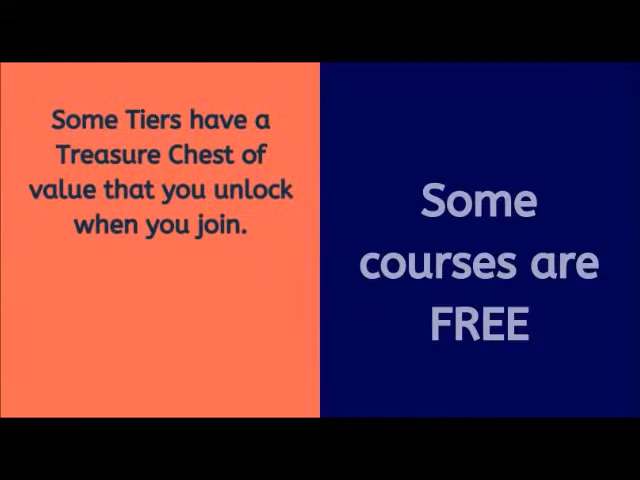 Some Tiers have a
Treasure Chest of
value that you unlock
when you join.
Some
courses are
FREE